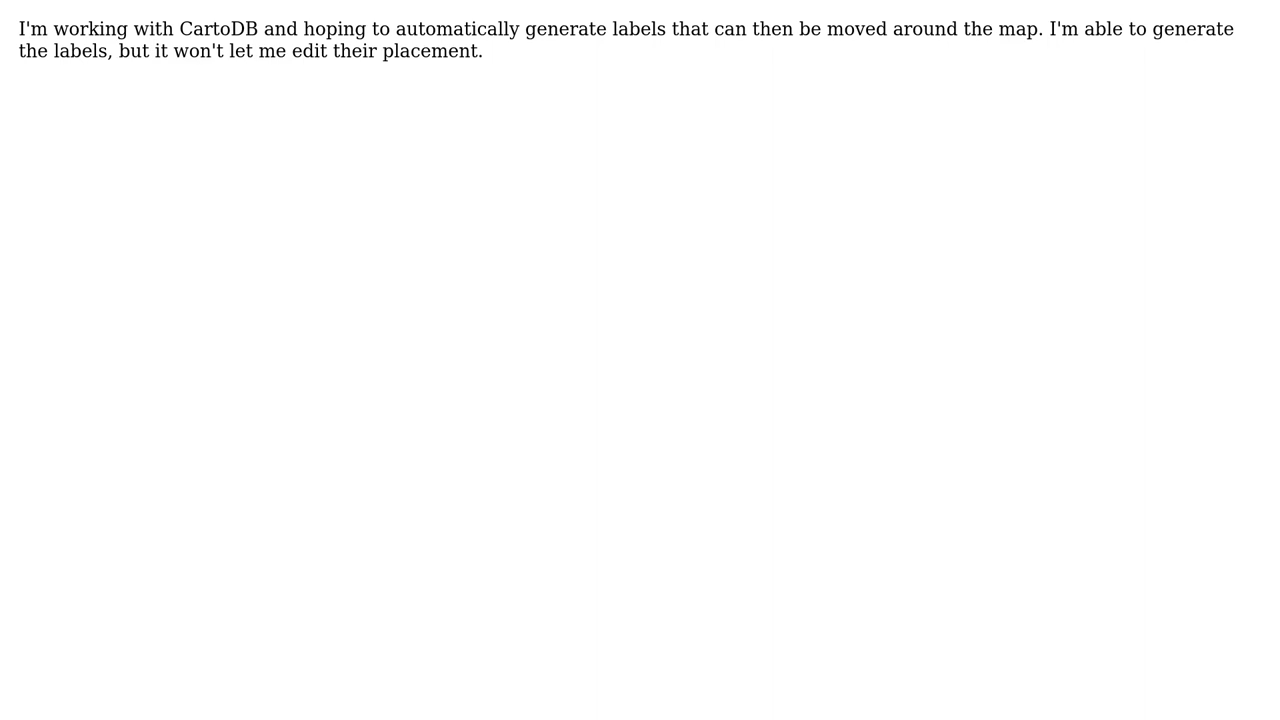 I'm working with CartoDB and hoping to automatically generate labels that can then be moved around the map. I'm able to generate
the labels, but it won't let me edit their placement.